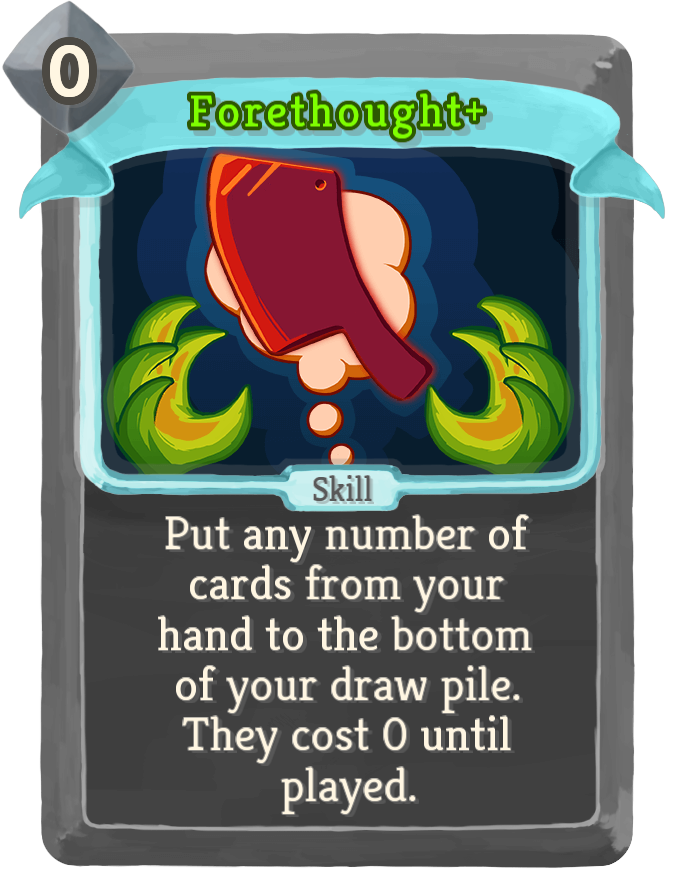 0
Forethought+
Skill
Put any number of
cards from your
hand to the bottom
of your draw pile.
They cost 0 until
played.